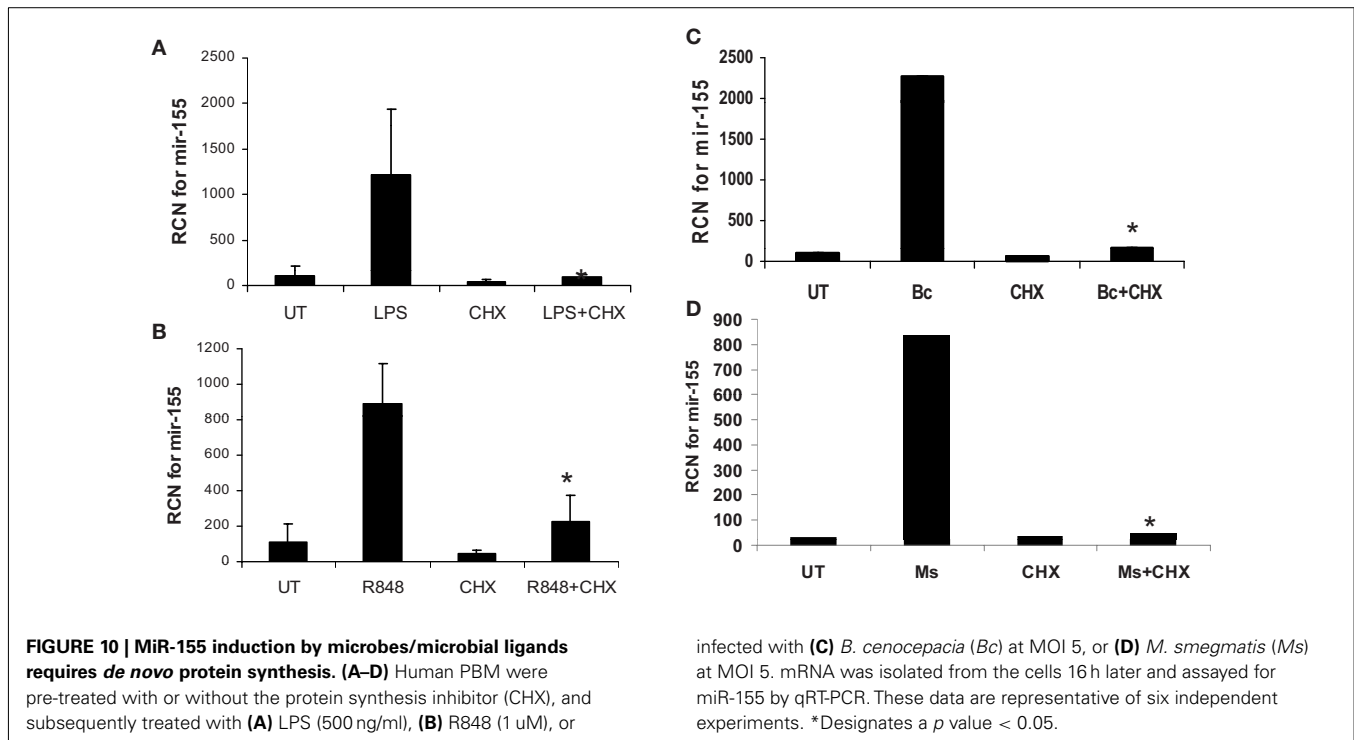 A
RCN for mir-155
2500
2000
1500
1000
500
0
*
UT LPS CHX LPS+CHX
B
RCN for mir-155
1200
1000
800
600
400
200
0
*
UT R848 CHX R848+CHX
C
RCN for mir-155
2500
2000
1500
1000
500
0
*
UT Bc CHX Bc+CHX
D
RCN for mir-155
900
800
700
600
500
400
300
200
100
0
*
UT Ms CHX Ms+CHX
FIGURE 10 | MiR-155 induction by microbes/microbial ligands
requires de novo protein synthesis. (A–D) Human PBM were
pre-treated with or without the protein synthesis inhibitor (CHX), and
subsequently treated with (A) LPS (500 ng/ml), (B) R848 (1 uM), or
infected with (C) B. cenocepacia (Bc) at MOI 5, or (D) M. smegmatis (Ms)
at MOI 5. mRNA was isolated from the cells 16 h later and assayed for
miR-155 by qRT-PCR. These data are representative of six independent
experiments. *Designates a p value < 0.05.